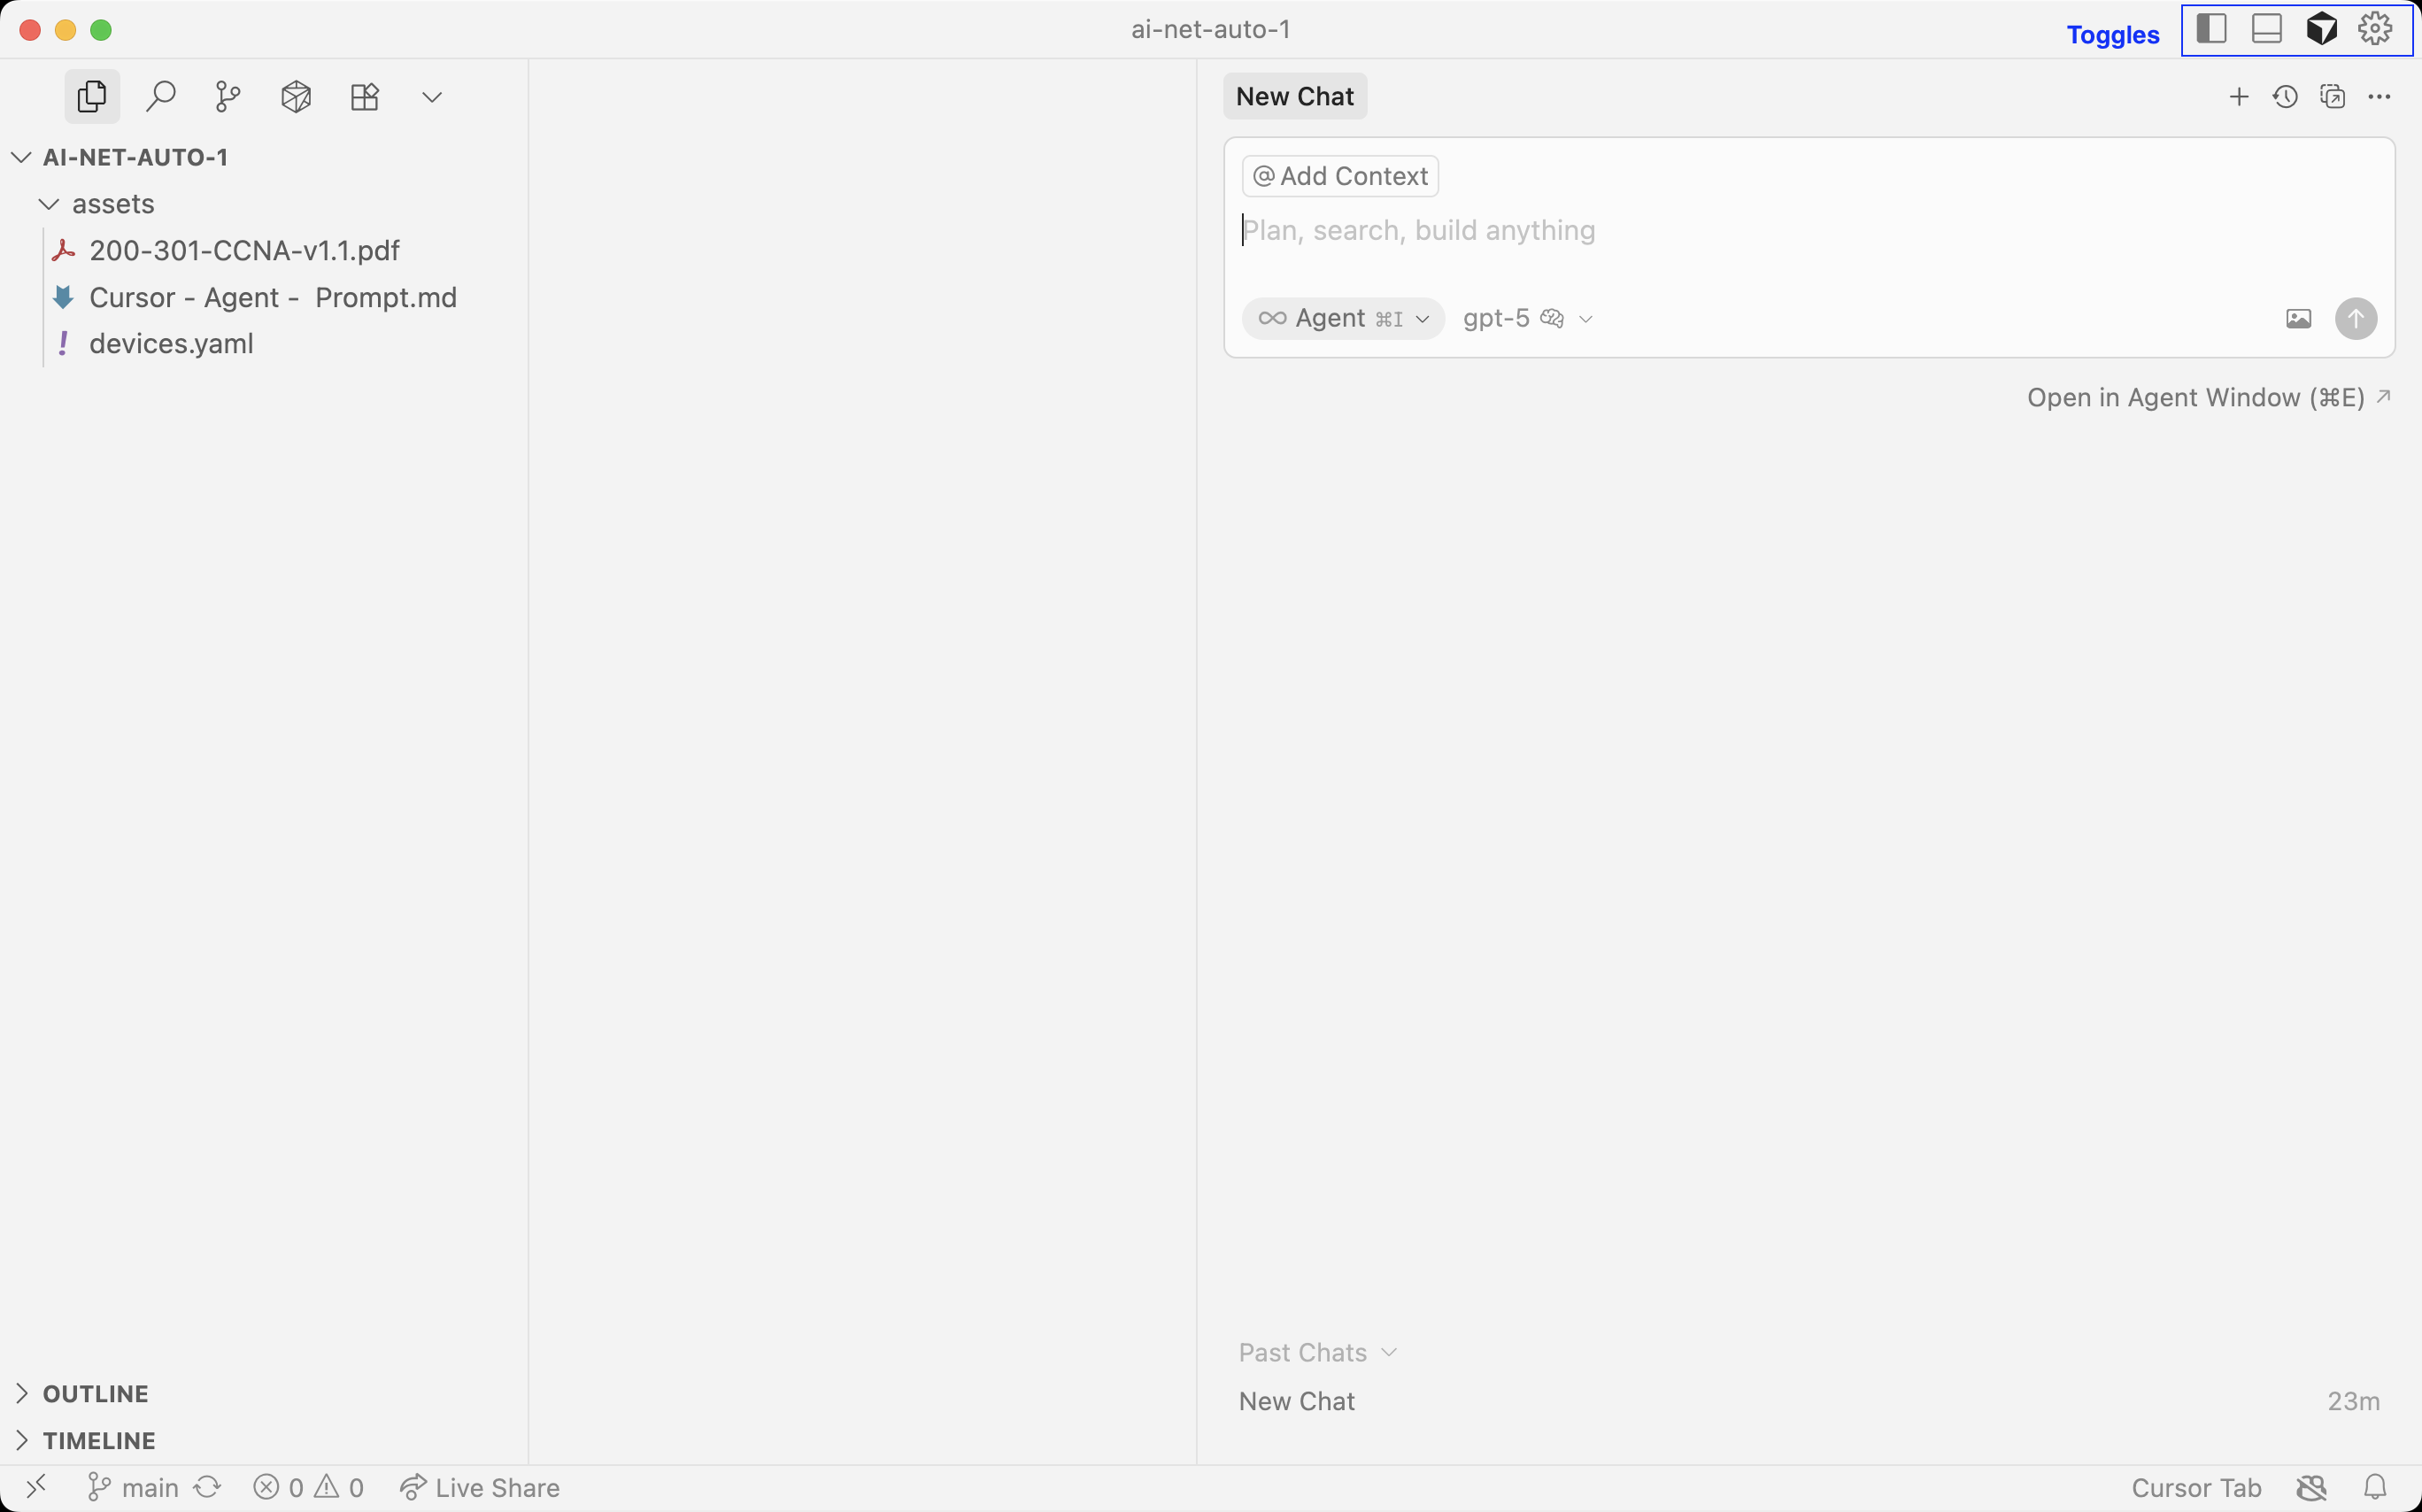 ai-net-auto-1
Toggles
AI-NET-AUTO-1
assets
200-301-CCNA-v1.1.pdf
Cursor - Agent -  Prompt.md
devices.yaml
OUTLINE
TIMELINE
New Chat
@ Add Context
Plan, search, build anything
Agent ⌘I
gpt-5
Open in Agent Window (⌘E)
Past Chats
New Chat 23m
main 0 0 Live Share Cursor Tab